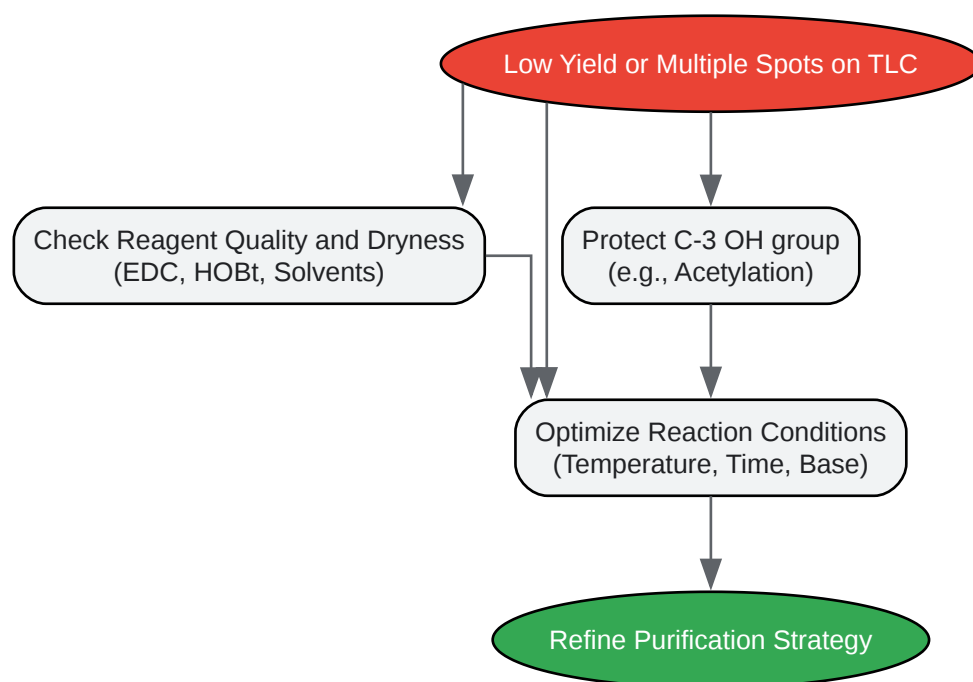 Low Yield or Multiple Spots on TLC
Check Reagent Quality and Dryness
(EDC, HOBt, Solvents)
Protect C-3 OH group
(e.g., Acetylation)
Optimize Reaction Conditions
(Temperature, Time, Base)
Refine Purification Strategy